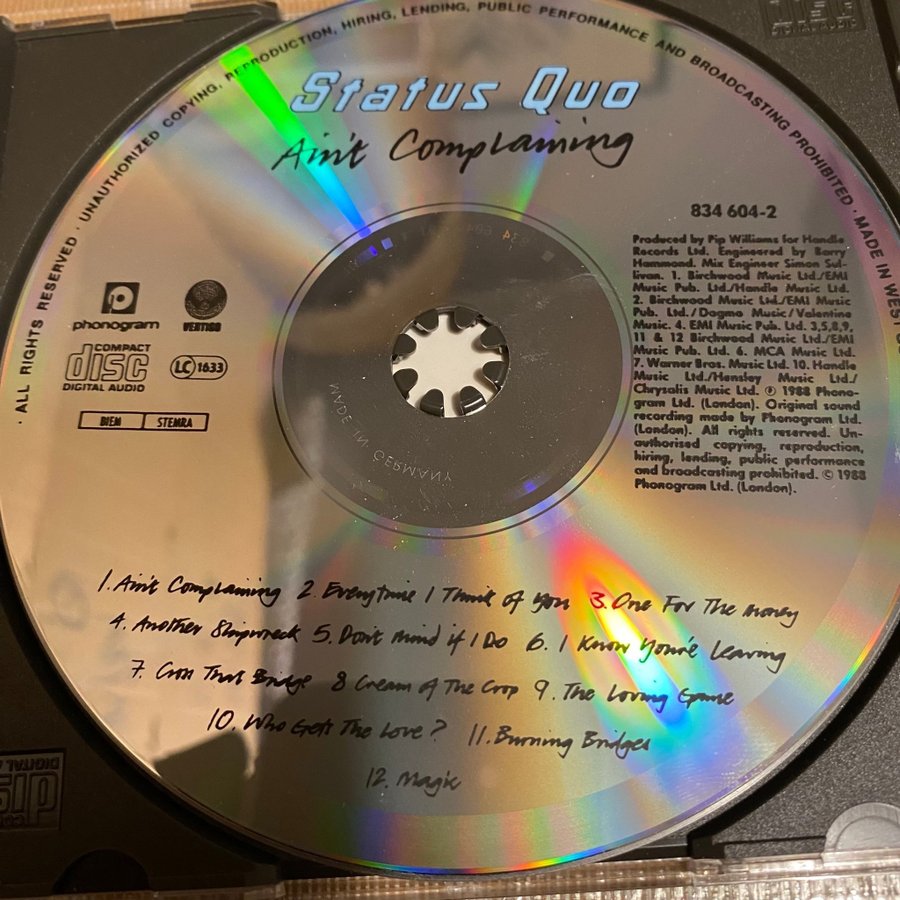 · ALL RIGHTS RESERVED · UNAUTHORIZED COPYING, REPRODUCTION, HIRING, LENDING, PUBLIC PERFORMANCE AND BROADCASTING PROHIBITED · MADE IN WEST
Status Quo
Ain't Complaining
834 604-2
Produced by Pip Williams for Handle
Records Ltd. Engineered by Barry
Hammond. Mix Engineer Simon Sul-
livan. 1. Birchwood Music Ltd./EMI
Music Pub. Ltd/Handle Music Ltd.
2. Birchwood Music Ltd./EMI Music
Pub. Ltd./Dagma Music/Valentine
Music. 4. EMI Music Pub. Ltd. 3,5,8,9,
11 & 12 Birchwood Music Ltd./EMI
Music Pub. Ltd. 6. MCA Music Ltd.
7. Warner Bros. Music Ltd. 10. Handle
Music Ltd./Hensley Music Ltd./
Chrysalis Music Ltd. ℗ 1988 Phono-
gram Ltd. (London). Original sound
recording made by Phonogram Ltd.
(London). All rights reserved. Un-
authorised copying, reproduction,
hiring, lending, public performance
and broadcasting prohibited. © 1988
Phonogram Ltd. (London).
phonogram
VERTIGO
COMPACT
disc
DIGITAL AUDIO
LC 1633
BIEM STEMRA
MADE IN GERMANY
1. Ain't Complaining 2. Everytime I Think of You 3. One For The Money
4. Another Shipwreck 5. Don't Mind if I Do 6. I Know You're Leaving
7. Cross That Bridge 8 Cream of The Crop 9. The Loving Game
10. Who Gets The Love? 11. Burning Bridges
12. Magic